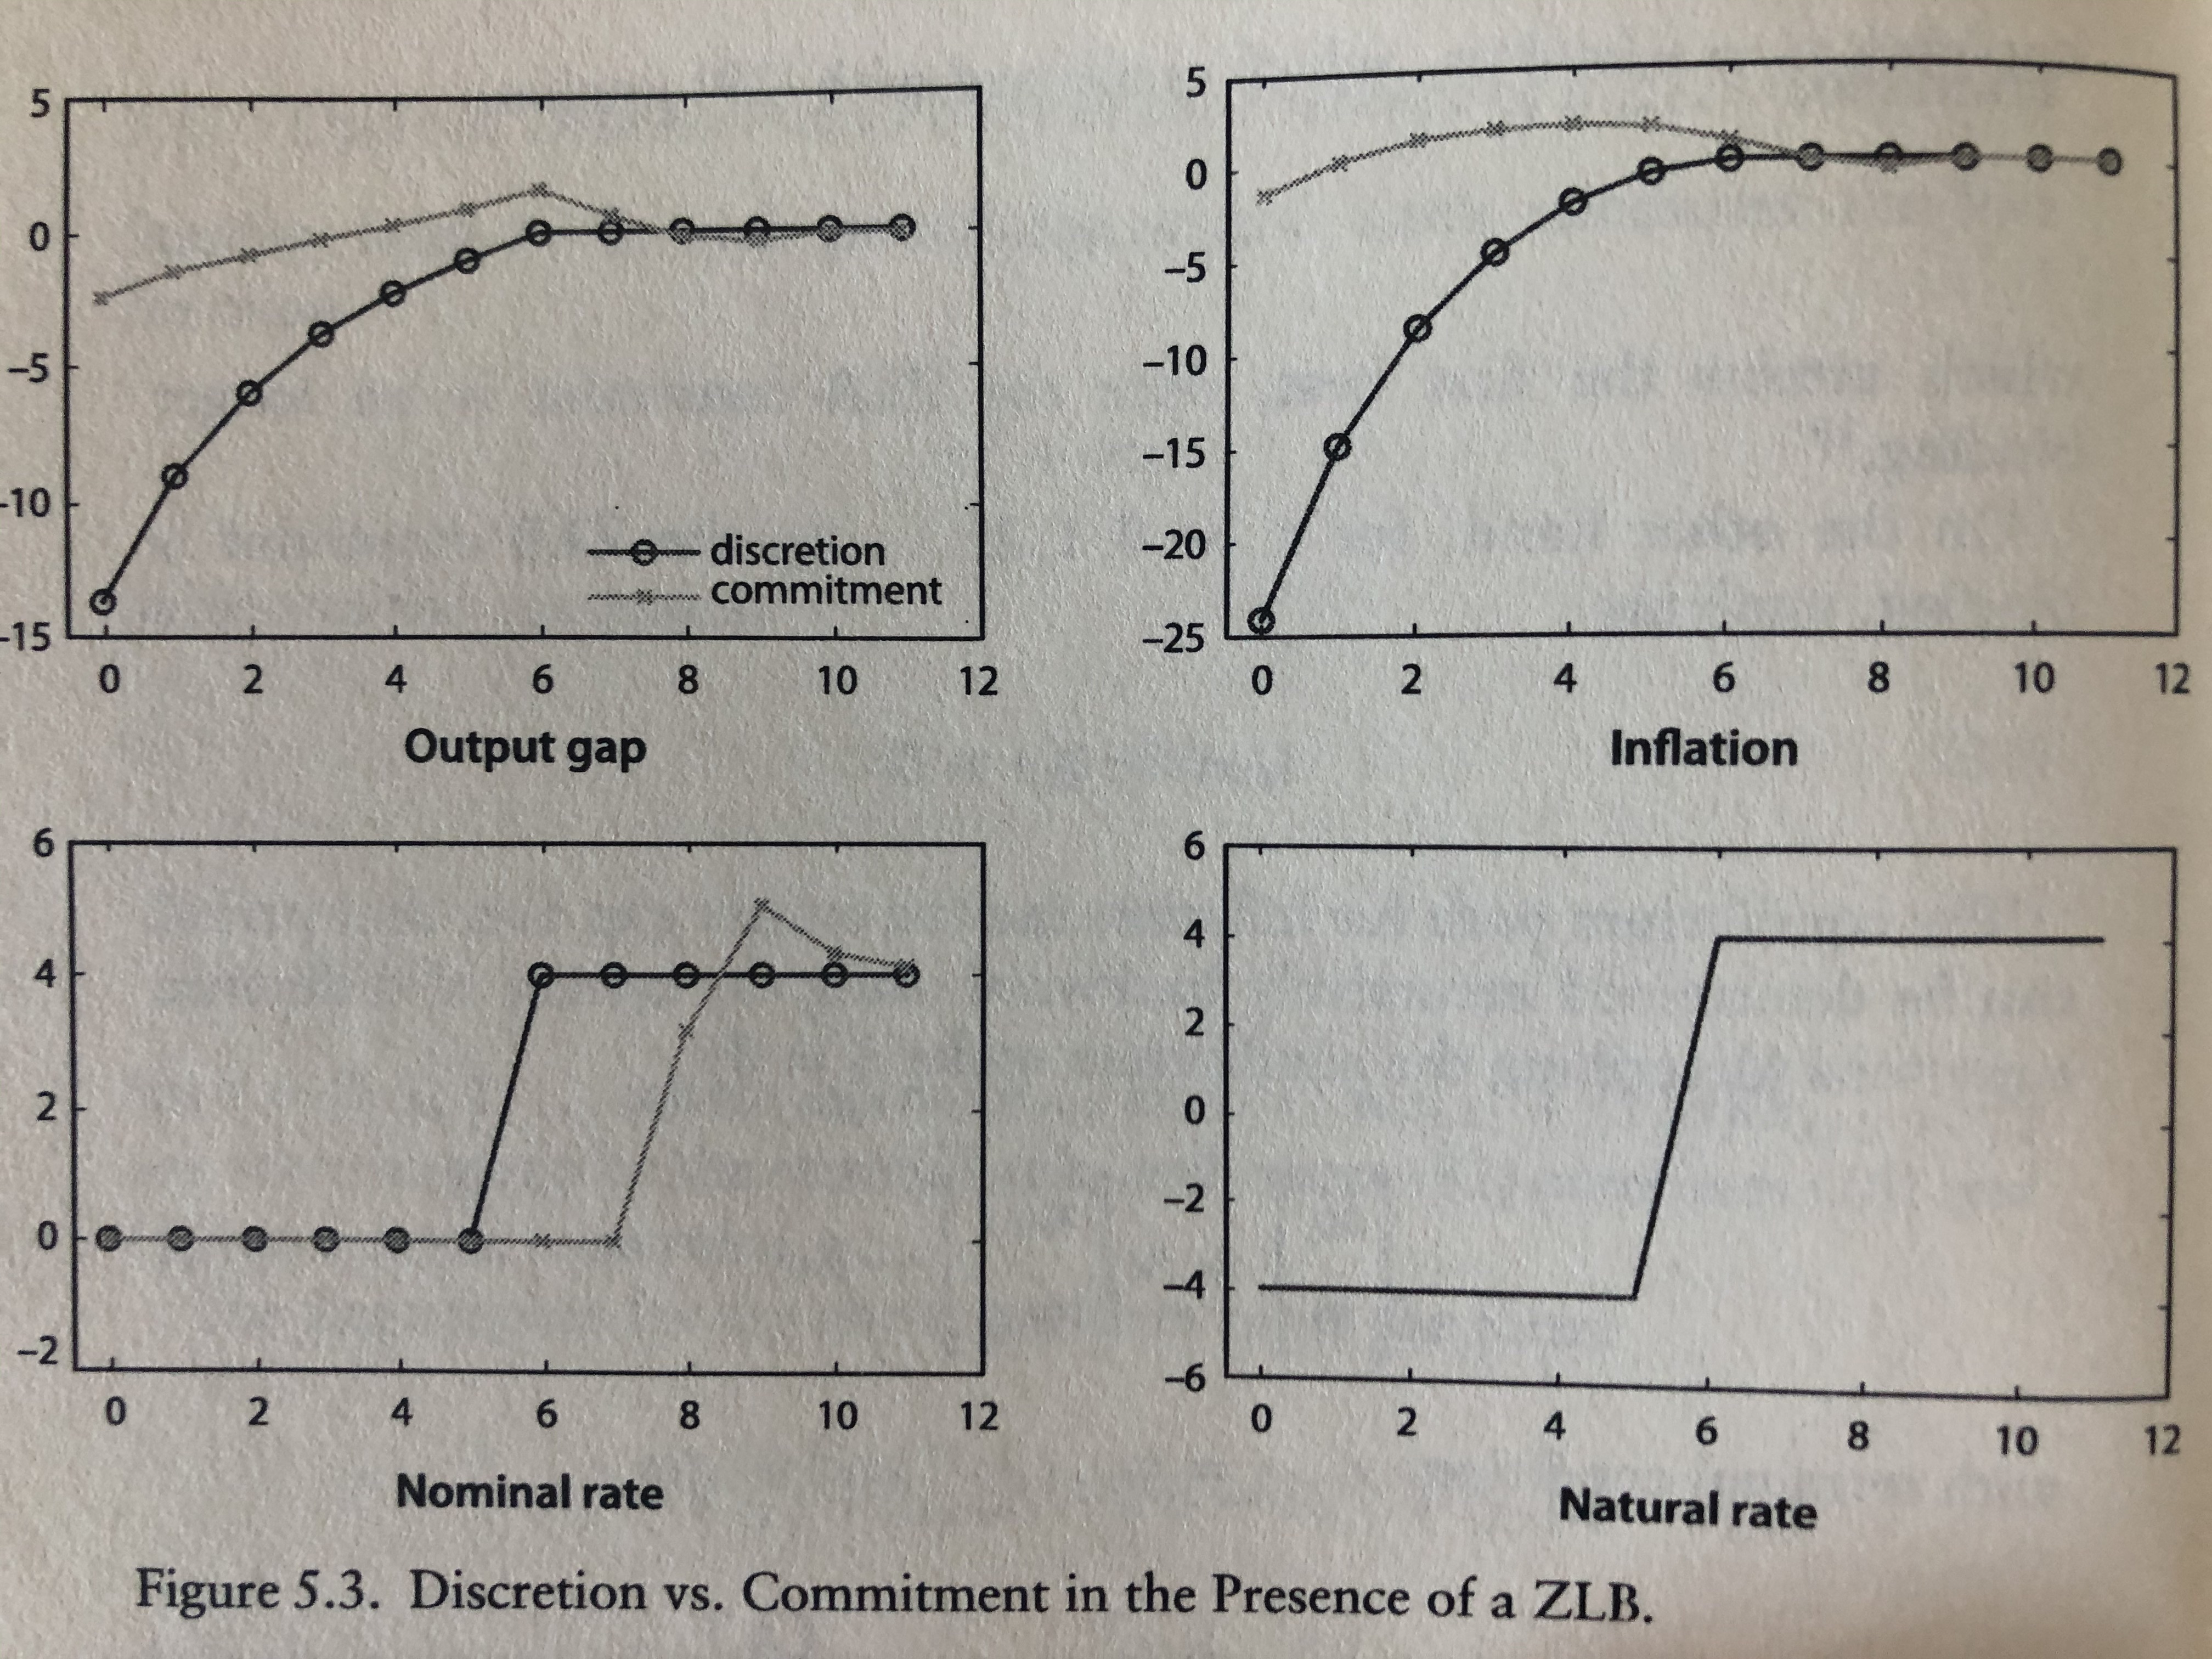 5
0
–5
-10
-15
discretion
commitment
0 2 4 6 8 10 12
Output gap
5
0
–5
–10
–15
–20
–25
0 2 4 6 8 10 12
Inflation
6
4
2
0
–2
0 2 4 6 8 10 12
Nominal rate
6
4
2
0
–2
–4
–6
0 2 4 6 8 10 12
Natural rate
Figure 5.3. Discretion vs. Commitment in the Presence of a ZLB.